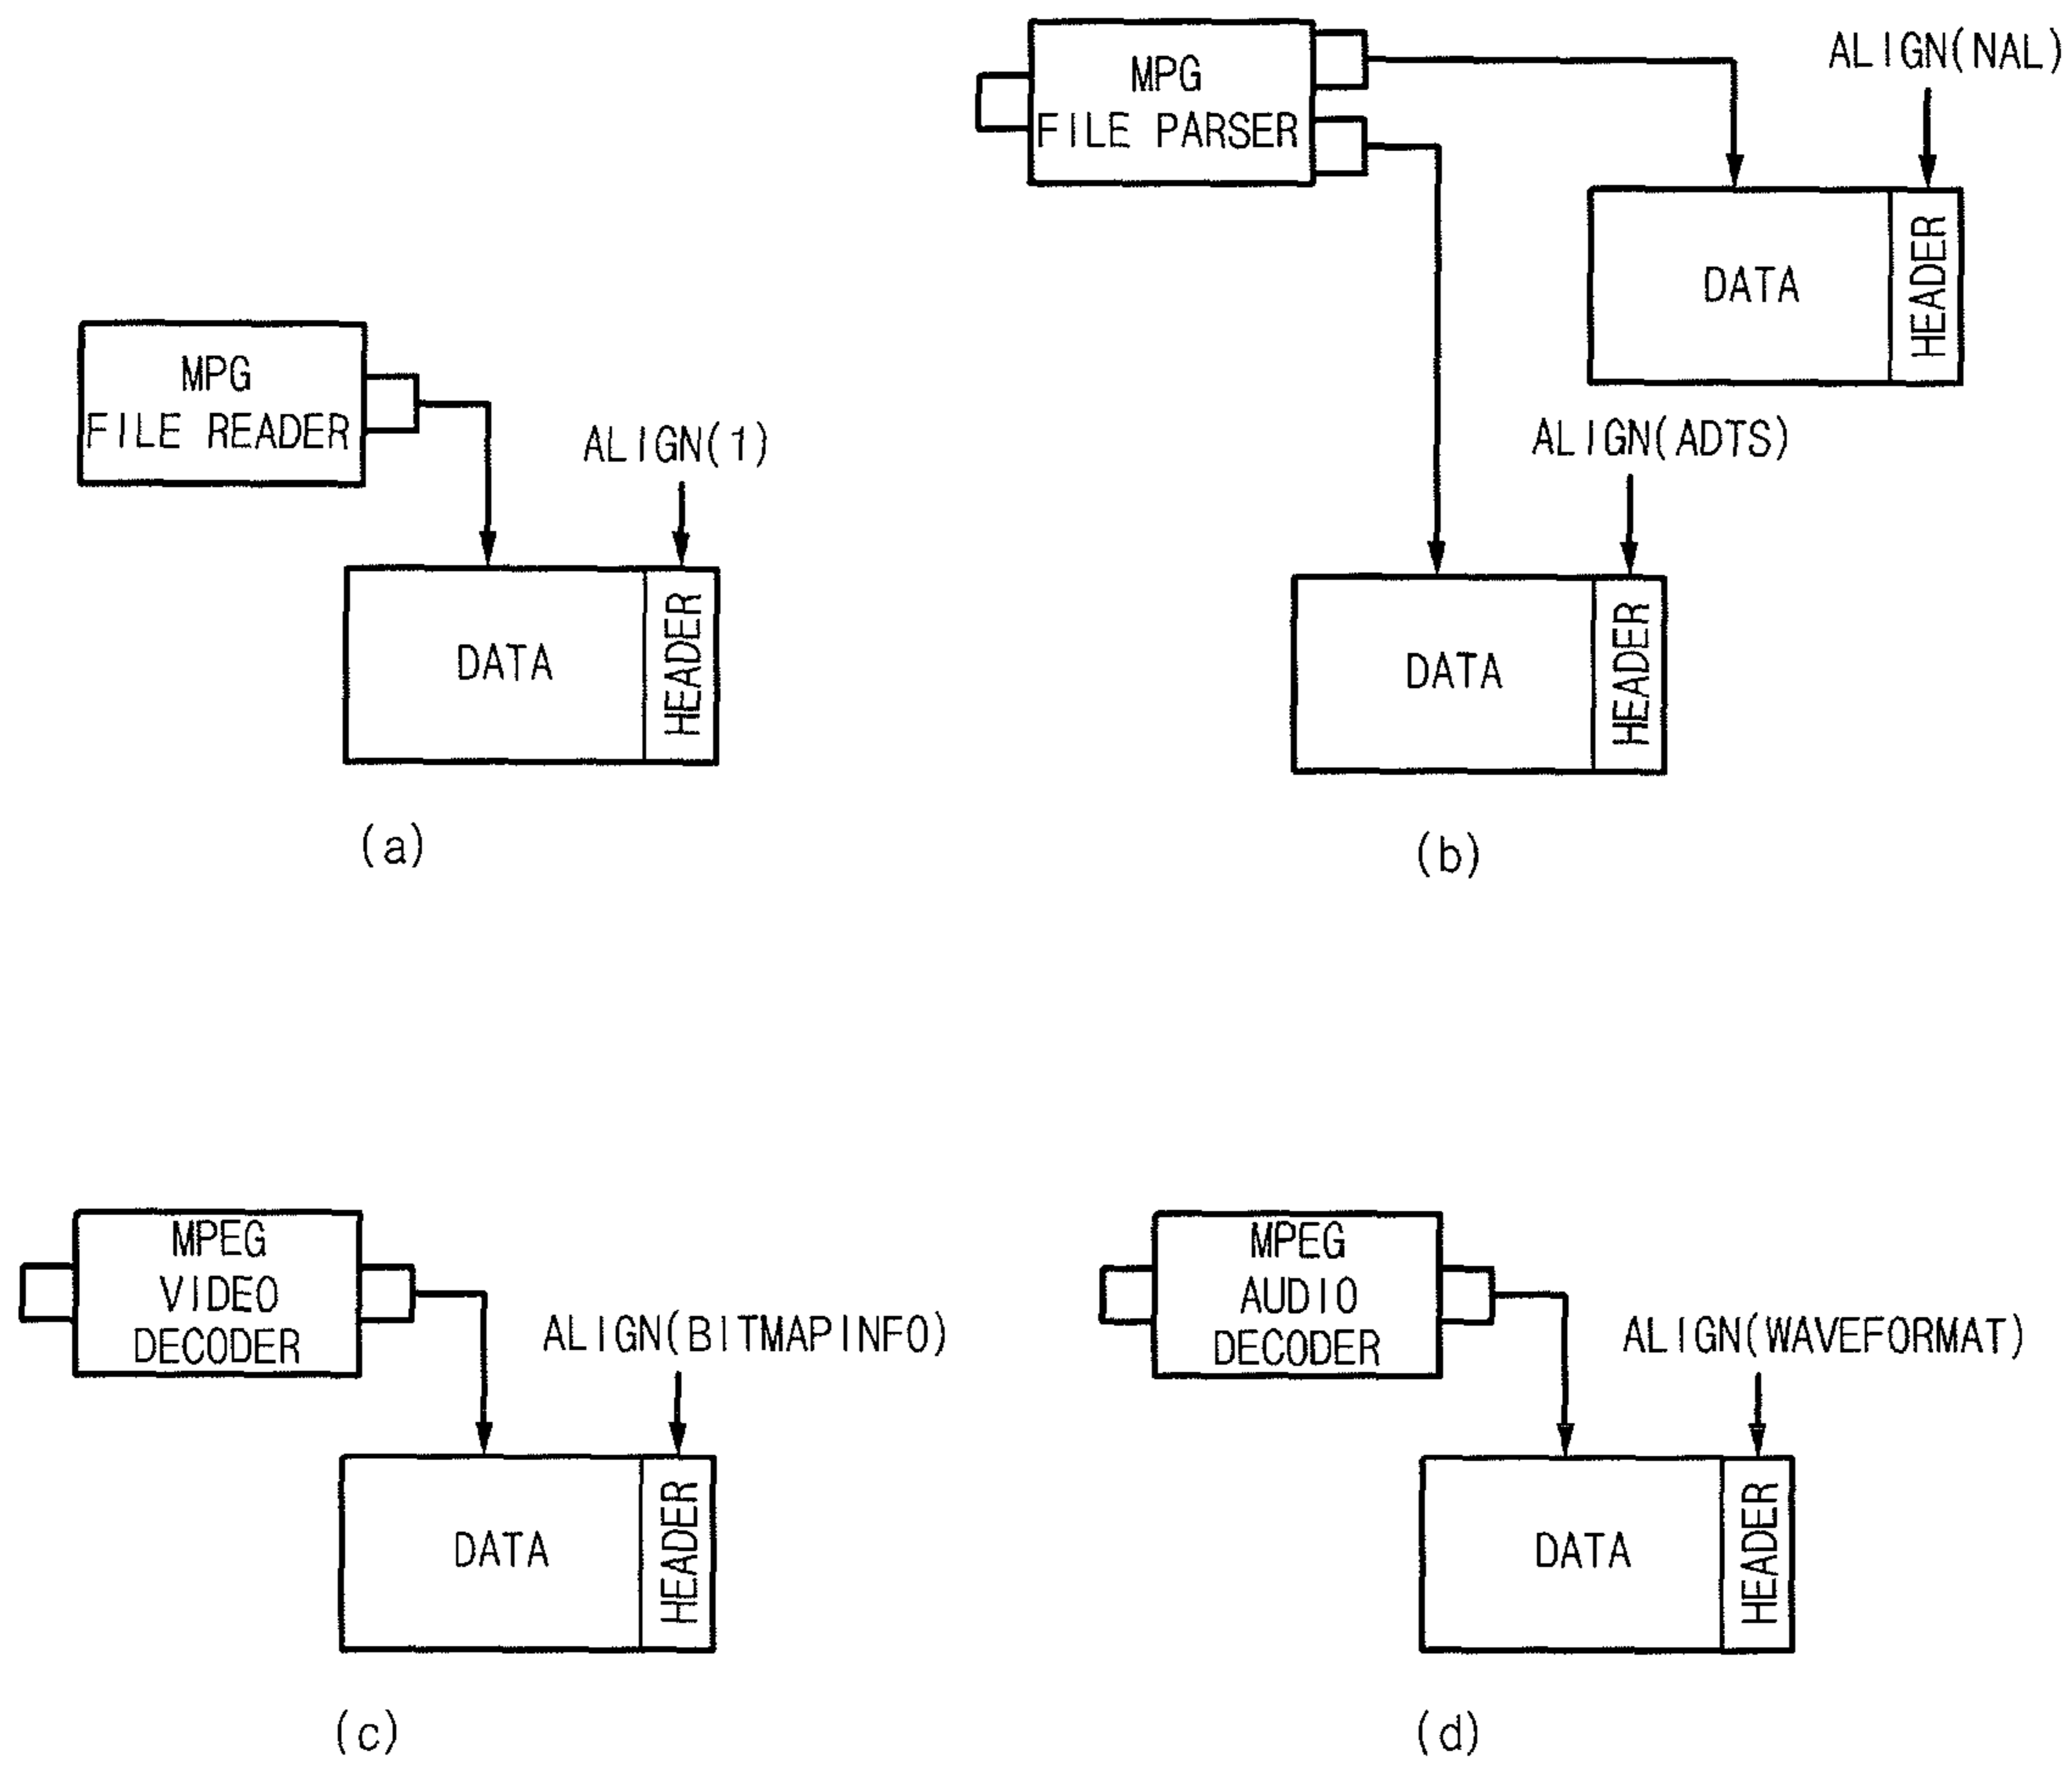 MPG
FILE READER
ALIGN(1)
DATA
HEADER
(a)
MPG
FILE PARSER
ALIGN(NAL)
DATA
HEADER
ALIGN(ADTS)
DATA
HEADER
(b)
MPEG
VIDEO
DECODER
ALIGN(BITMAPINFO)
DATA
HEADER
(c)
MPEG
AUDIO
DECODER
ALIGN(WAVEFORMAT)
DATA
HEADER
(d)